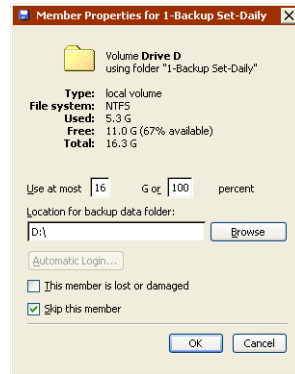 Member Properties for 1-Backup Set-Daily
Volume Drive D
using folder "1-Backup Set-Daily"
Type: local volume
File system: NTFS
Used: 5.3 G
Free: 11.0 G (67% available)
Total: 16.3 G
Use at most 16 G or 100 percent
Location for backup data folder:
D:\ Browse
Automatic Login...
This member is lost or damaged
Skip this member
OK Cancel